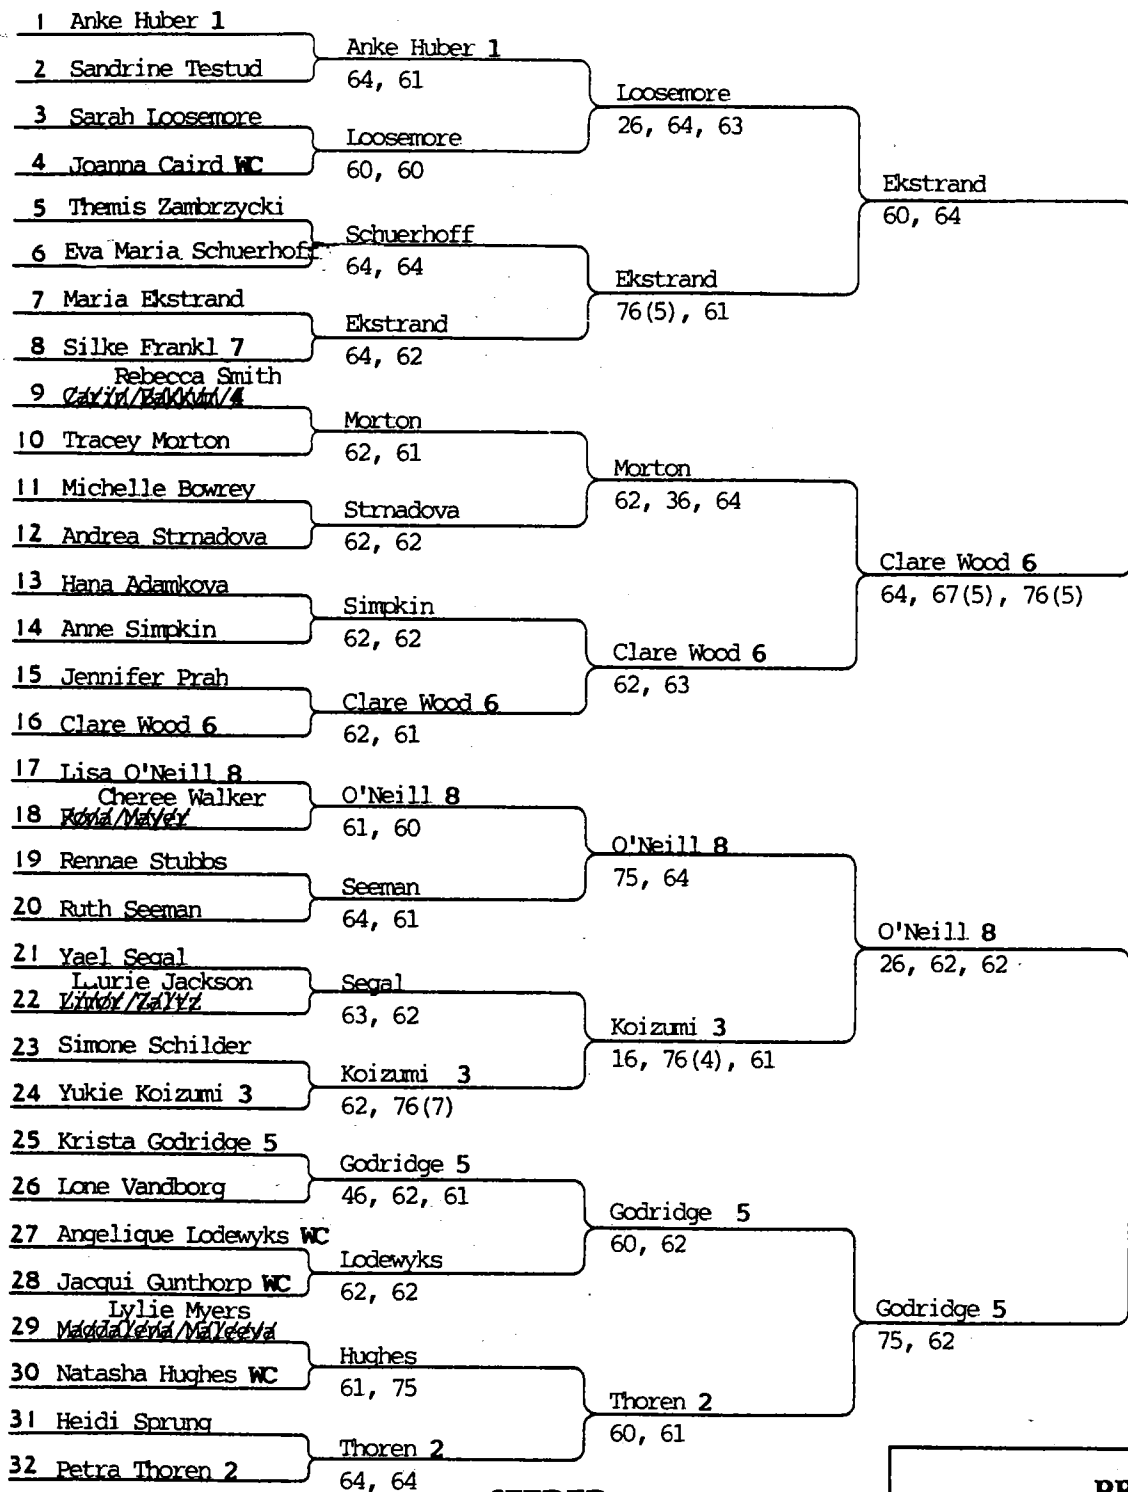 1 Anke Huber 1
2 Sandrine Testud
3 Sarah Loosemore
4 Joanna Caird WC
5 Themis Zambrzycki
6 Eva Maria Schuerhoff
7 Maria Ekstrand
8 Silke Frankl 7
Rebecca Smith
9 Carin Bakkum 4
10 Tracey Morton
11 Michelle Bowrey
12 Andrea Strnadova
13 Hana Adamkova
14 Anne Simpkin
15 Jennifer Prah
16 Clare Wood 6
17 Lisa O'Neill 8
Cheree Walker
18 Rona Mayer
19 Rennae Stubbs
20 Ruth Seeman
21 Yael Segal
Lurie Jackson
22 Limor Zaltz
23 Simone Schilder
24 Yukie Koizumi 3
25 Krista Godridge 5
26 Lone Vandborg
27 Angelique Lodewyks WC
28 Jacqui Gunthorp WC
Lylie Myers
29 Magdalena Maleeva
30 Natasha Hughes WC
31 Heidi Sprung
32 Petra Thoren 2
Anke Huber 1
64, 61
Loosemore
60, 60
Schuerhoff
64, 64
Ekstrand
64, 62
Morton
62, 61
Strnadova
62, 62
Simpkin
62, 62
Clare Wood 6
62, 61
O'Neill 8
61, 60
Seeman
64, 61
Segal
63, 62
Koizumi 3
62, 76(7)
Godridge 5
46, 62, 61
Lodewyks
62, 62
Hughes
61, 75
Thoren 2
64, 64
Loosemore
26, 64, 63
Ekstrand
76(5), 61
Morton
62, 36, 64
Clare Wood 6
62, 63
O'Neill 8
75, 64
Koizumi 3
16, 76(4), 61
Godridge 5
60, 62
Thoren 2
60, 61
Ekstrand
60, 64
Clare Wood 6
64, 67(5), 76(5)
O'Neill 8
26, 62, 62
Godridge 5
75, 62